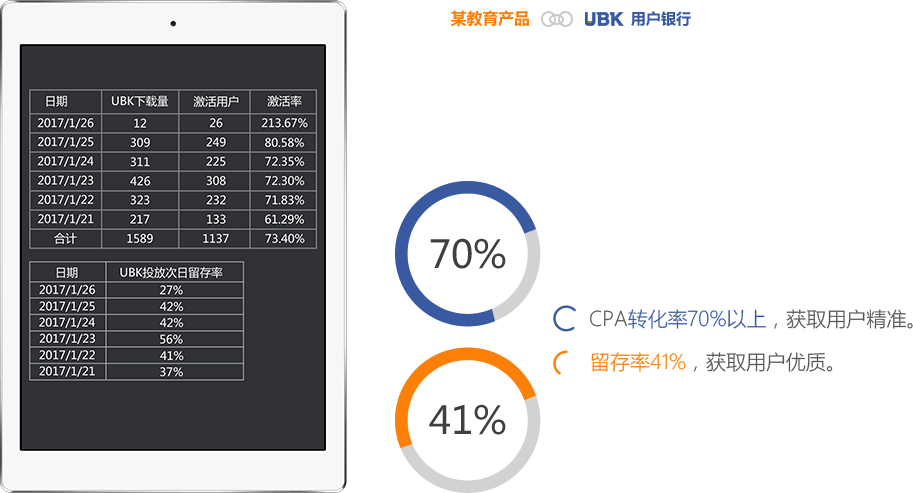 某教育产品 UBK 用户银行
日期 UBK下载量 激活用户 激活率
2017/1/26 12 26 213.67%
2017/1/25 309 249 80.58%
2017/1/24 311 225 72.35%
2017/1/23 426 308 72.30%
2017/1/22 323 232 71.83%
2017/1/21 217 133 61.29%
合计 1589 1137 73.40%
日期 UBK投放次日留存率
2017/1/26 27%
2017/1/25 42%
2017/1/24 42%
2017/1/23 56%
2017/1/22 41%
2017/1/21 37%
70%
41%
CPA转化率70%以上，获取用户精准。
留存率41%，获取用户优质。